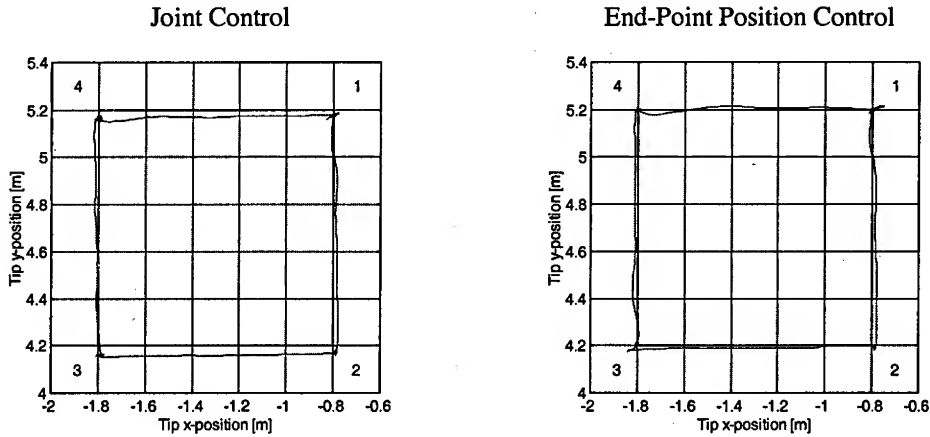 Joint Control
5.4
5.2
5
4.8
4.6
4.4
4.2
4
-2 -1.8 -1.6 -1.4 -1.2 -1 -0.8 -0.6
Tip y-position [m]
Tip x-position [m]
4 1
3 2
End-Point Position Control
5.4
5.2
5
4.8
4.6
4.4
4.2
4
-2 -1.8 -1.6 -1.4 -1.2 -1 -0.8 -0.6
Tip y-position [m]
Tip x-position [m]
4 1
3 2